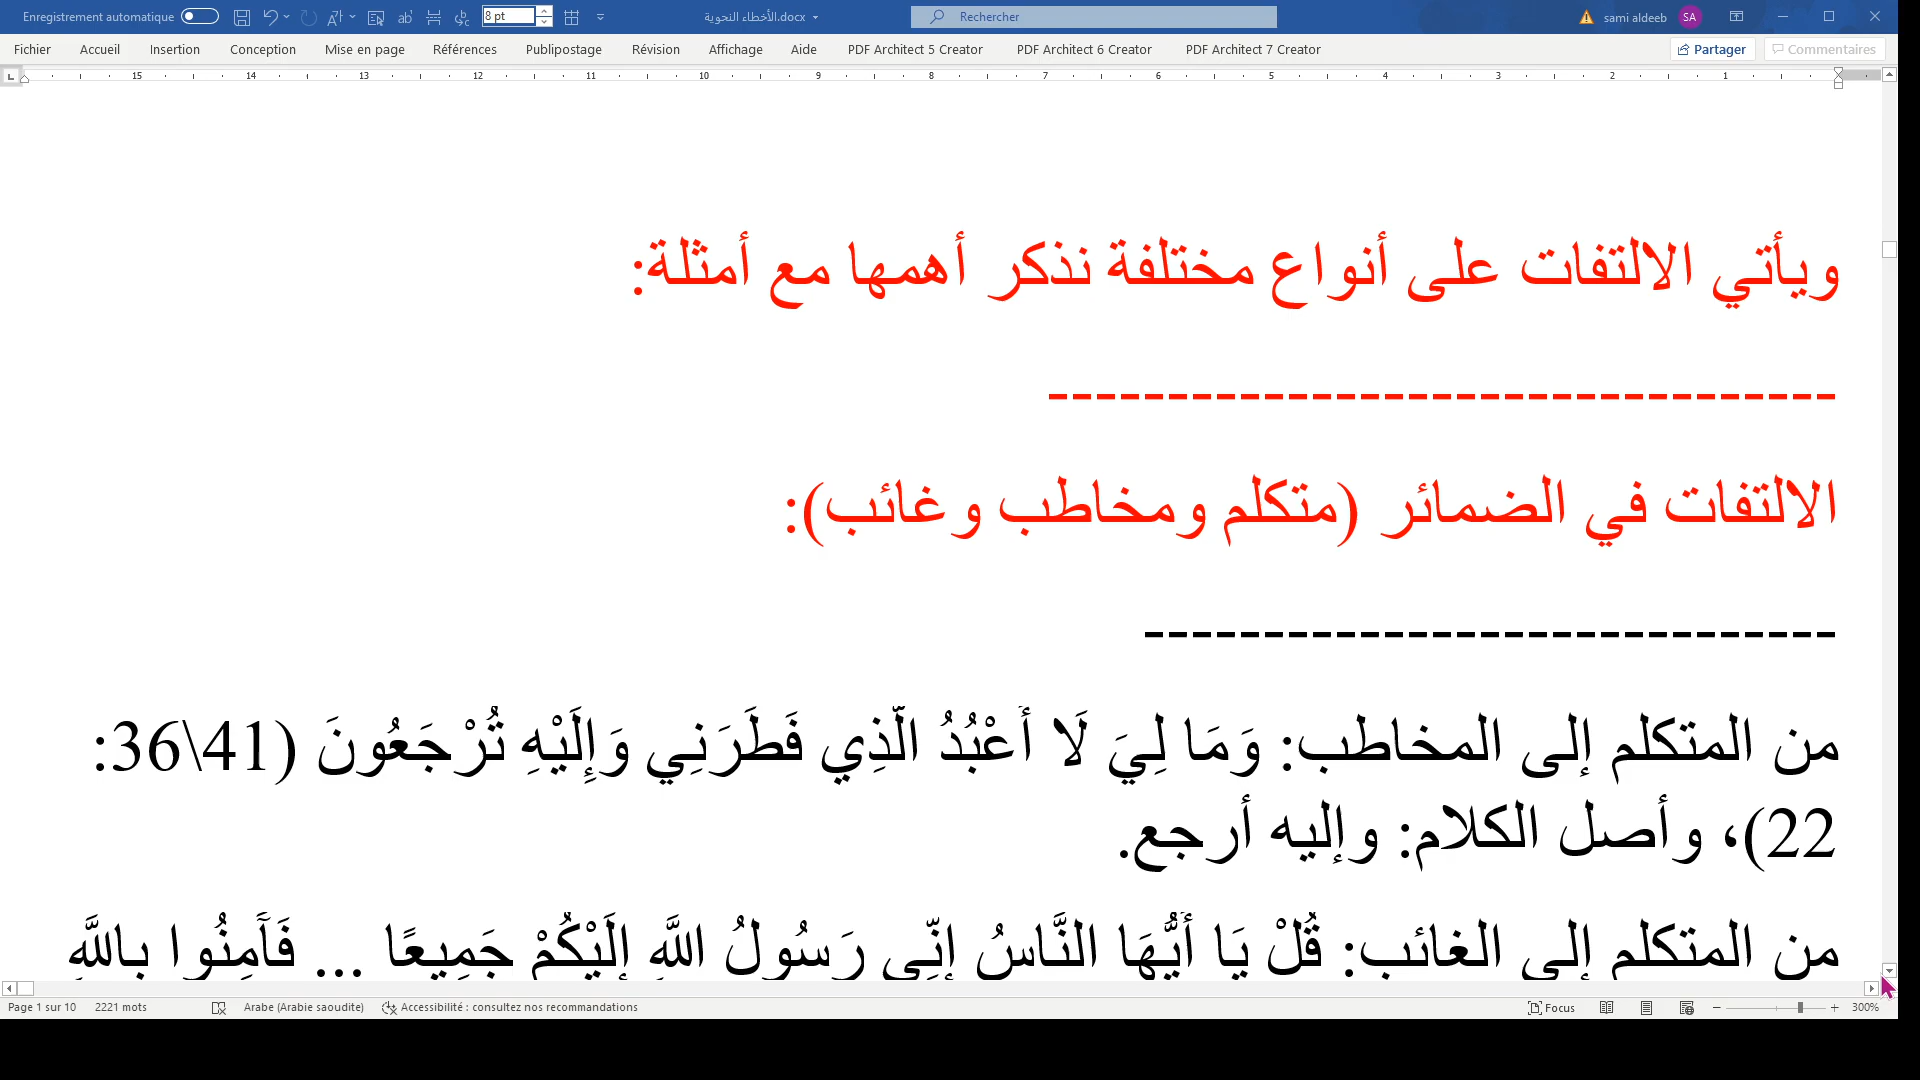 Enregistrement automatique
8 pt
الأخطاء النحوية.docx
Rechercher
sami aldeeb
SA
Fichier Accueil Insertion Conception Mise en page Références Publipostage Révision Affichage Aide PDF Architect 5 Creator PDF Architect 6 Creator PDF Architect 7 Creator Partager Commentaires
15 14 13 12 11 10 9 8 7 6 5 4 3 2 1
ويأتي الالتفات على أنواع مختلفة نذكر أهمها مع أمثلة:
---------------------------------
الالتفات في الضمائر (متكلم ومخاطب وغائب):
-----------------------------
من المتكلم إلى المخاطب: وَمَا لِيَ لَا أَعْبُدُ الَّذِي فَطَرَنِي وَإِلَيْهِ تُرْجَعُونَ (41\36:
22)، وأصل الكلام: وإليه أرجع.
من المتكلم إلى الغائب: قُلْ يَا أَيُّهَا النَّاسُ إِنِّي رَسُولُ اللَّهِ إِلَيْكُمْ جَمِيعًا ... فَآَمِنُوا بِاللَّهِ
Page 1 sur 10 2221 mots Arabe (Arabie saoudite) Accessibilité : consultez nos recommandations Focus 300%